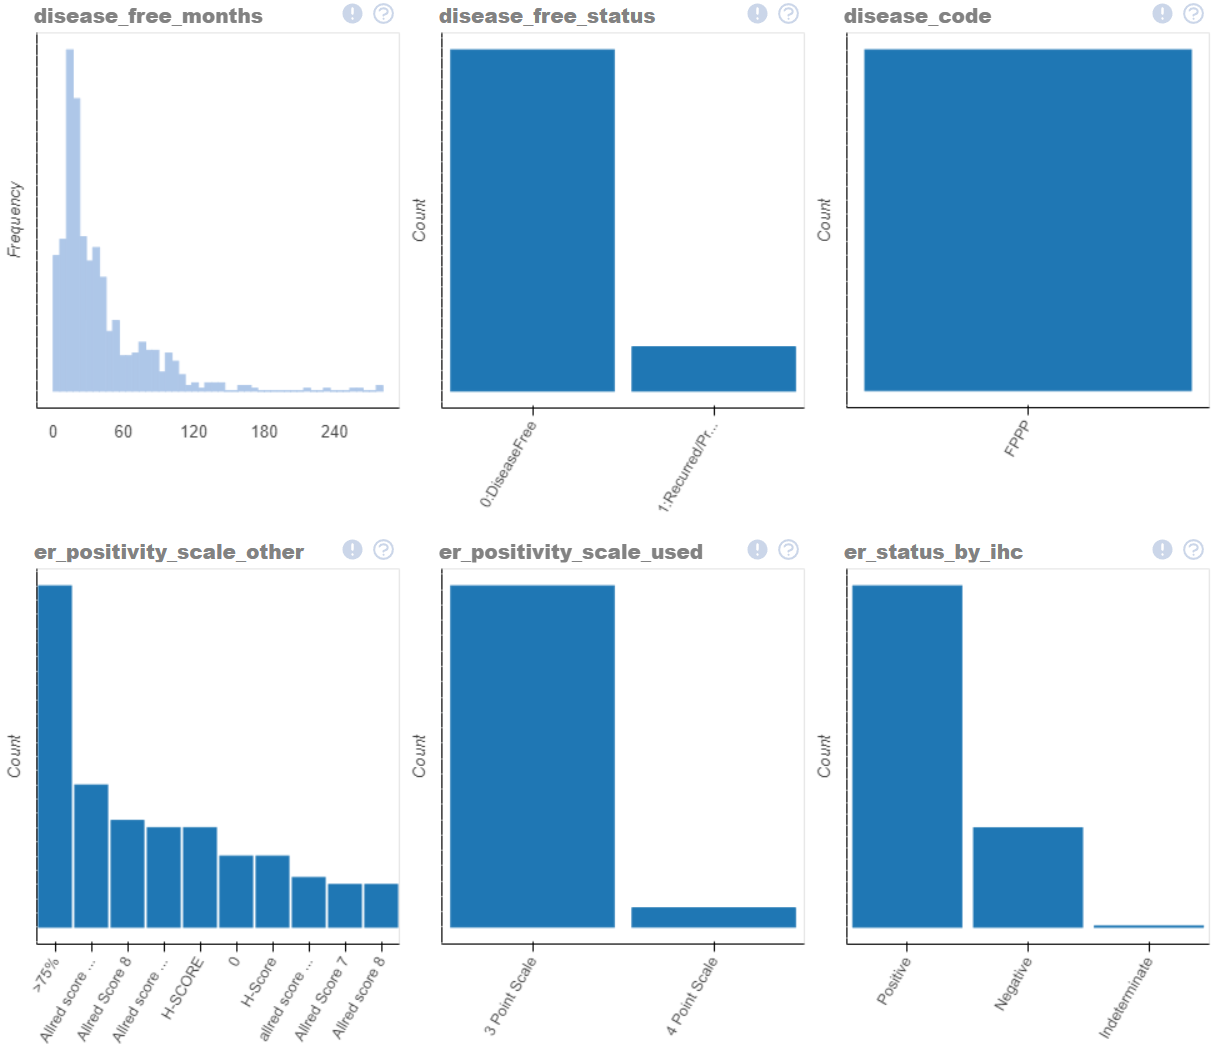 disease_free_months
disease_free_status
disease_code
Frequency
Count
Count
0 60 120 180 240
0:DiseaseFree
1:Recurred/Pr...
FPPP
er_positivity_scale_other
er_positivity_scale_used
er_status_by_ihc
Count
Count
Count
>75%
Allred score ...
Allred Score 8
Allred score ...
H-SCORE
0
H-Score
allred score ...
Allred Score 7
Allred score 8
3 Point Scale
4 Point Scale
Positive
Negative
Indeterminate